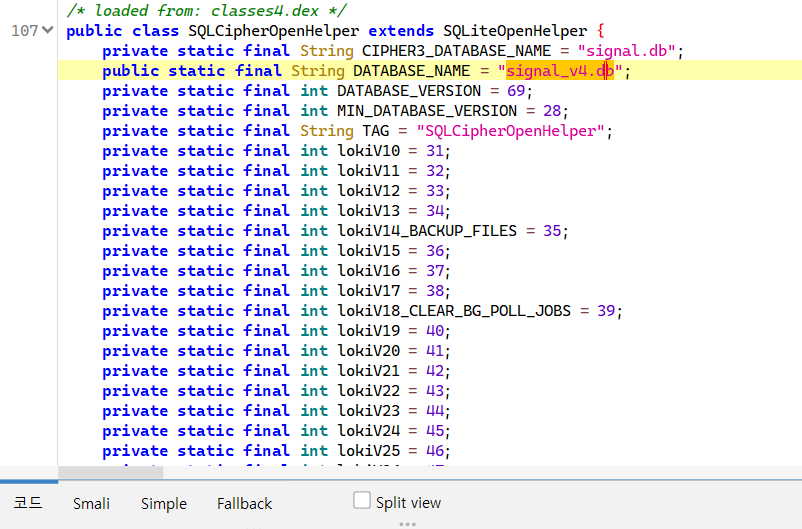 /* loaded from: classes4.dex */
107 public class SQLCipherOpenHelper extends SQLiteOpenHelper {
private static final String CIPHER3_DATABASE_NAME = "signal.db";
public static final String DATABASE_NAME = "signal_v4.db";
private static final int DATABASE_VERSION = 69;
private static final int MIN_DATABASE_VERSION = 28;
private static final String TAG = "SQLCipherOpenHelper";
private static final int lokiV10 = 31;
private static final int lokiV11 = 32;
private static final int lokiV12 = 33;
private static final int lokiV13 = 34;
private static final int lokiV14_BACKUP_FILES = 35;
private static final int lokiV15 = 36;
private static final int lokiV16 = 37;
private static final int lokiV17 = 38;
private static final int lokiV18_CLEAR_BG_POLL_JOBS = 39;
private static final int lokiV19 = 40;
private static final int lokiV20 = 41;
private static final int lokiV21 = 42;
private static final int lokiV22 = 43;
private static final int lokiV23 = 44;
private static final int lokiV24 = 45;
private static final int lokiV25 = 46;
코드 Smali Simple Fallback Split view